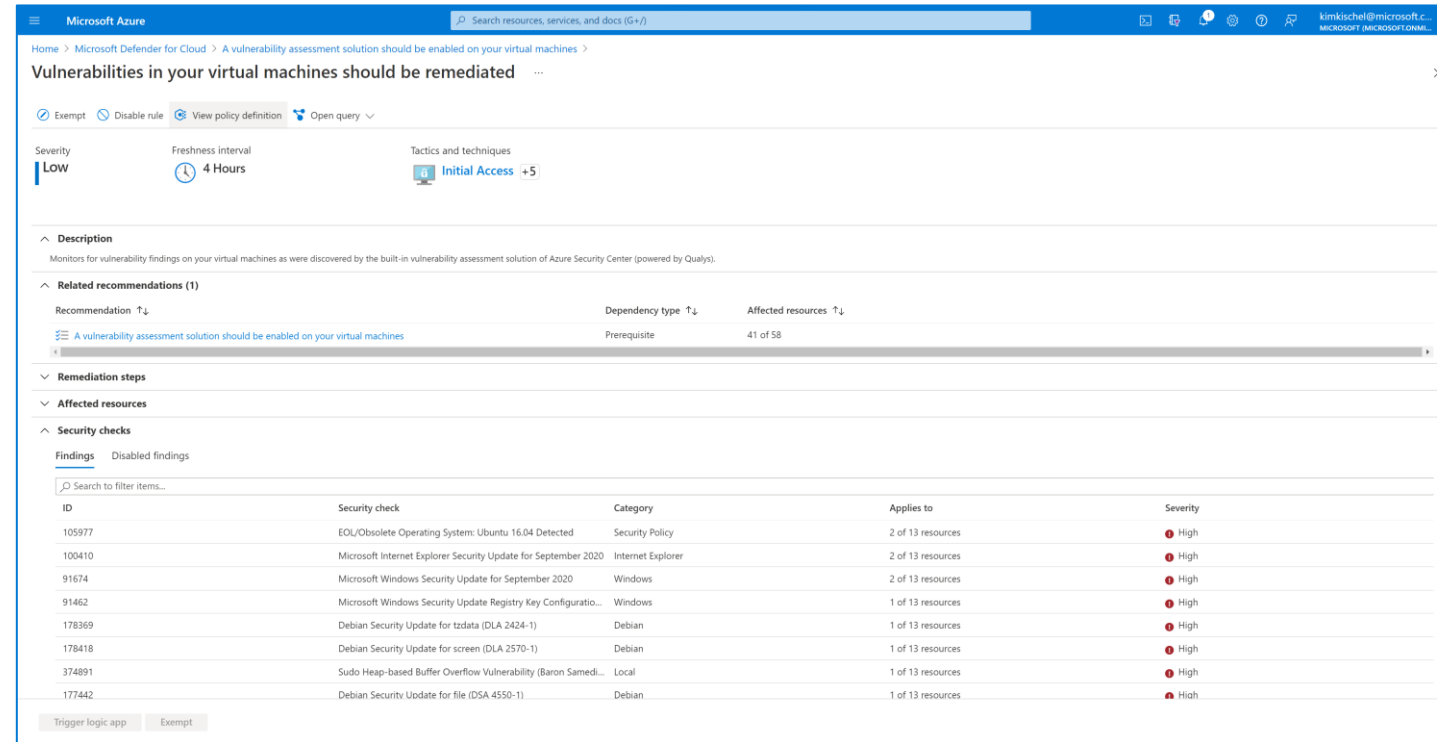 Microsoft Azure
Search resources, services, and docs (G+/)
1
kimkischel@microsoft.c...
MICROSOFT (MICROSOFT.ONMI...
Home > Microsoft Defender for Cloud > A vulnerability assessment solution should be enabled on your virtual machines >
Vulnerabilities in your virtual machines should be remediated ...
Exempt Disable rule View policy definition Open query
Severity Freshness interval Tactics and techniques
Low 4 Hours Initial Access +5
Description
Monitors for vulnerability findings on your virtual machines as were discovered by the built-in vulnerability assessment solution of Azure Security Center (powered by Qualys).
Related recommendations (1)
Recommendation ↑↓ Dependency type ↑↓ Affected resources ↑↓
A vulnerability assessment solution should be enabled on your virtual machines Prerequisite 41 of 58
Remediation steps
Affected resources
Security checks
Findings Disabled findings
Search to filter items...
ID Security check Category Applies to Severity
105977 EOL/Obsolete Operating System: Ubuntu 16.04 Detected Security Policy 2 of 13 resources High
100410 Microsoft Internet Explorer Security Update for September 2020 Internet Explorer 2 of 13 resources High
91674 Microsoft Windows Security Update for September 2020 Windows 2 of 13 resources High
91462 Microsoft Windows Security Update Registry Key Configuratio... Windows 1 of 13 resources High
178369 Debian Security Update for tzdata (DLA 2424-1) Debian 1 of 13 resources High
178418 Debian Security Update for screen (DLA 2570-1) Debian 1 of 13 resources High
374891 Sudo Heap-based Buffer Overflow Vulnerability (Baron Samedi... Local 1 of 13 resources High
177442 Debian Security Update for file (DSA 4550-1) Debian 1 of 13 resources High
Trigger logic app Exempt